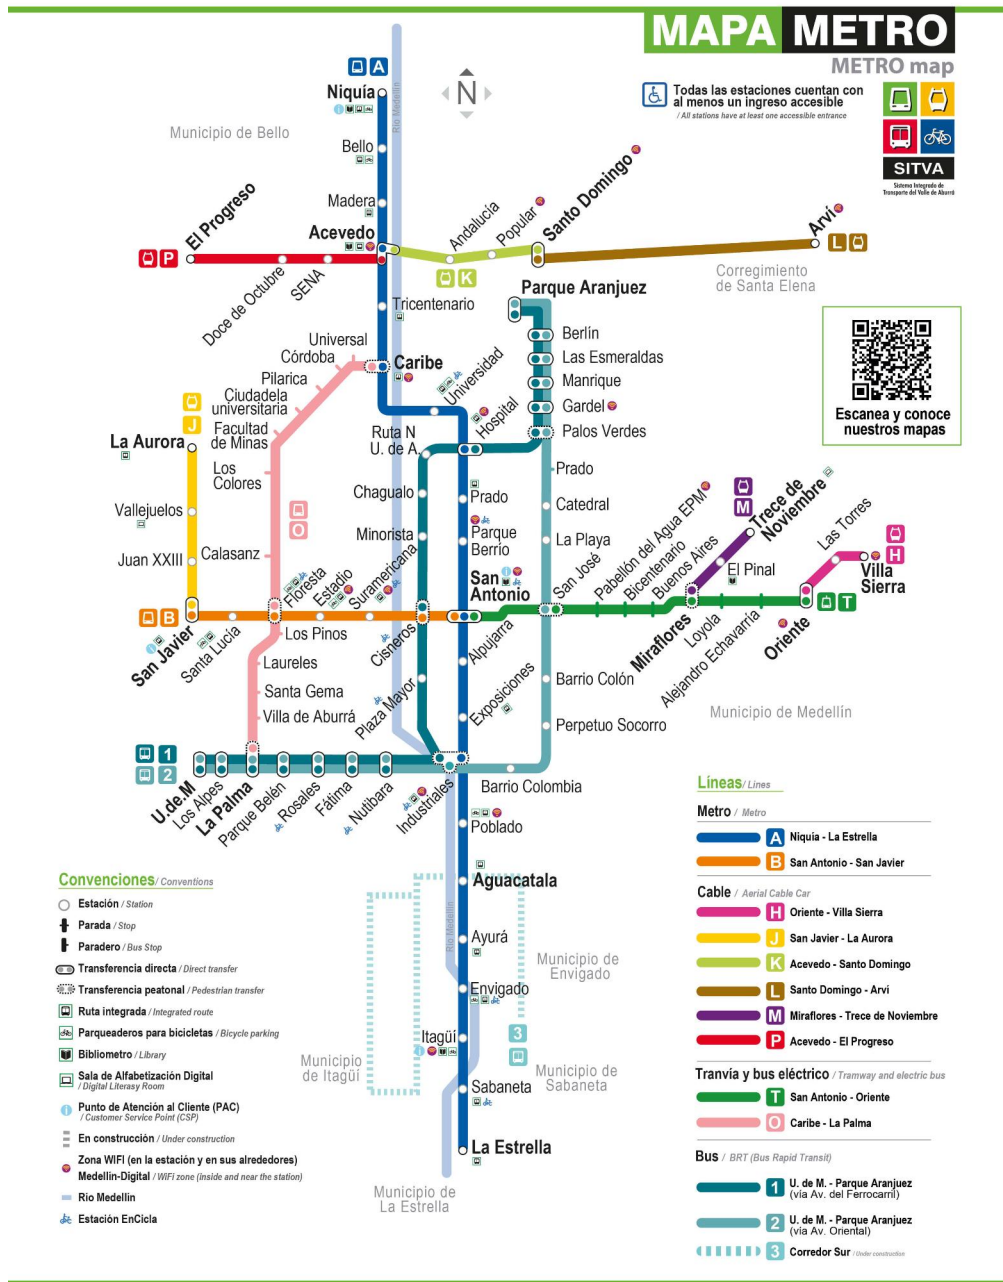 MAPA METRO
METRO map
Todas las estaciones cuentan con
al menos un ingreso accesible
/ All stations have at least one accessible entrance
SITVA
Sistema Integrado de
Transporte del Valle de Aburrá
N
A
Niquía
Río Medellín
Municipio de Bello
Bello
Madera
Acevedo
P
El Progreso
Doce de Octubre
SENA
K
Andalucía
Popular
Santo Domingo
Arví
L
Corregimiento
de Santa Elena
Tricentenario
Parque Aranjuez
Berlín
Las Esmeraldas
Manrique
Gardel
Palos Verdes
Universal
Córdoba
Caribe
Pilarica
Ciudadela
universitaria
Facultad
de Minas
Los
Colores
Calasanz
O
Universidad
Hospital
Ruta N
U. de A.
Chagualo
Minorista
Prado
Parque
Berrio
San
Antonio
Prado
Catedral
La Playa
San José
Escanea y conoce
nuestros mapas
J
La Aurora
Vallejuelos
Juan XXIII
B
San Javier
Santa Lucía
Floresta
Estadio
Suramericana
Cisneros
Los Pinos
Laureles
Santa Gema
Villa de Aburrá
Alpujarra
Plaza Mayor
Exposiciones
Pabellón del Agua EPM
Bicentenario
Buenos Aires
Miraflores
M
Trece de
Noviembre
El Pinal
Loyola
Alejandro Echavarría
Las Torres
H
Villa
Sierra
T
Oriente
Barrio Colón
Perpetuo Socorro
Municipio de Medellín
1
2
U.de.M
Los Alpes
La Palma
Parque Belén
Rosales
Fátima
Nutibara
Industriales
Barrio Colombia
Poblado
Aguacatala
Río Medellín
Ayurá
Municipio de
Envigado
Envigado
3
Itagüí
Municipio
de Itagüí
Municipio de
Sabaneta
Sabaneta
La Estrella
Municipio de
La Estrella
Convenciones / Conventions
Estación / Station
Parada / Stop
Paradero / Bus Stop
Transferencia directa / Direct transfer
Transferencia peatonal / Pedestrian transfer
Ruta integrada / Integrated route
Parqueaderos para bicicletas / Bicycle parking
Bibliometro / Library
Sala de Alfabetización Digital
/ Digital Literasy Room
Punto de Atención al Cliente (PAC)
/ Customer Service Point (CSP)
En construcción / Under construction
Zona WIFI (en la estación y en sus alrededores)
Medellín-Digital / WiFi zone (inside and near the station)
Rio Medellin
Estación EnCicla
Líneas / Lines
Metro / Metro
A Niquía - La Estrella
B San Antonio - San Javier
Cable / Aerial Cable Car
H Oriente - Villa Sierra
J San Javier - La Aurora
K Acevedo - Santo Domingo
L Santo Domingo - Arví
M Miraflores - Trece de Noviembre
P Acevedo - El Progreso
Tranvía y bus eléctrico / Tramway and electric bus
T San Antonio - Oriente
O Caribe - La Palma
Bus / BRT (Bus Rapid Transit)
1 U. de M. - Parque Aranjuez
(vía Av. del Ferrocarril)
2 U. de M. - Parque Aranjuez
(vía Av. Oriental)
3 Corredor Sur / Under construction